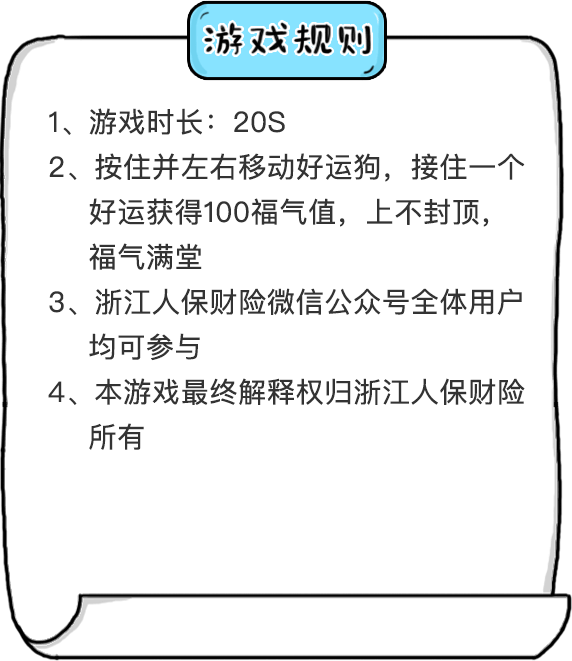 游戏规则
1、游戏时长：20S
2、按住并左右移动好运狗，接住一个
好运获得100福气值，上不封顶，
福气满堂
3、浙江人保财险微信公众号全体用户
均可参与
4、本游戏最终解释权归浙江人保财险
所有